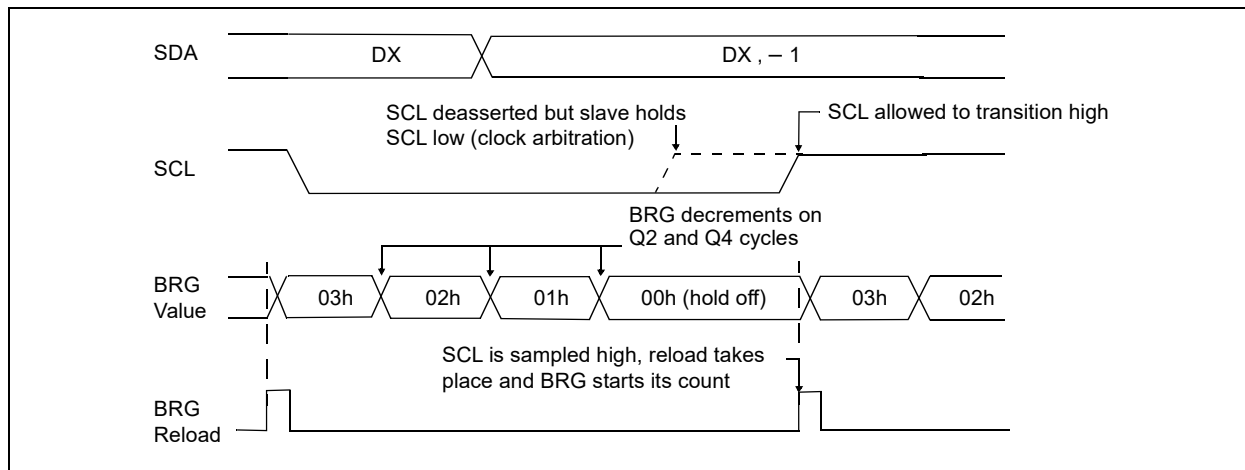 SDA
DX
DX , – 1
SCL deasserted but slave holds
SCL low (clock arbitration)
SCL allowed to transition high
SCL
BRG decrements on
Q2 and Q4 cycles
BRG
Value
03h
02h
01h
00h (hold off)
03h
02h
SCL is sampled high, reload takes
place and BRG starts its count
BRG
Reload